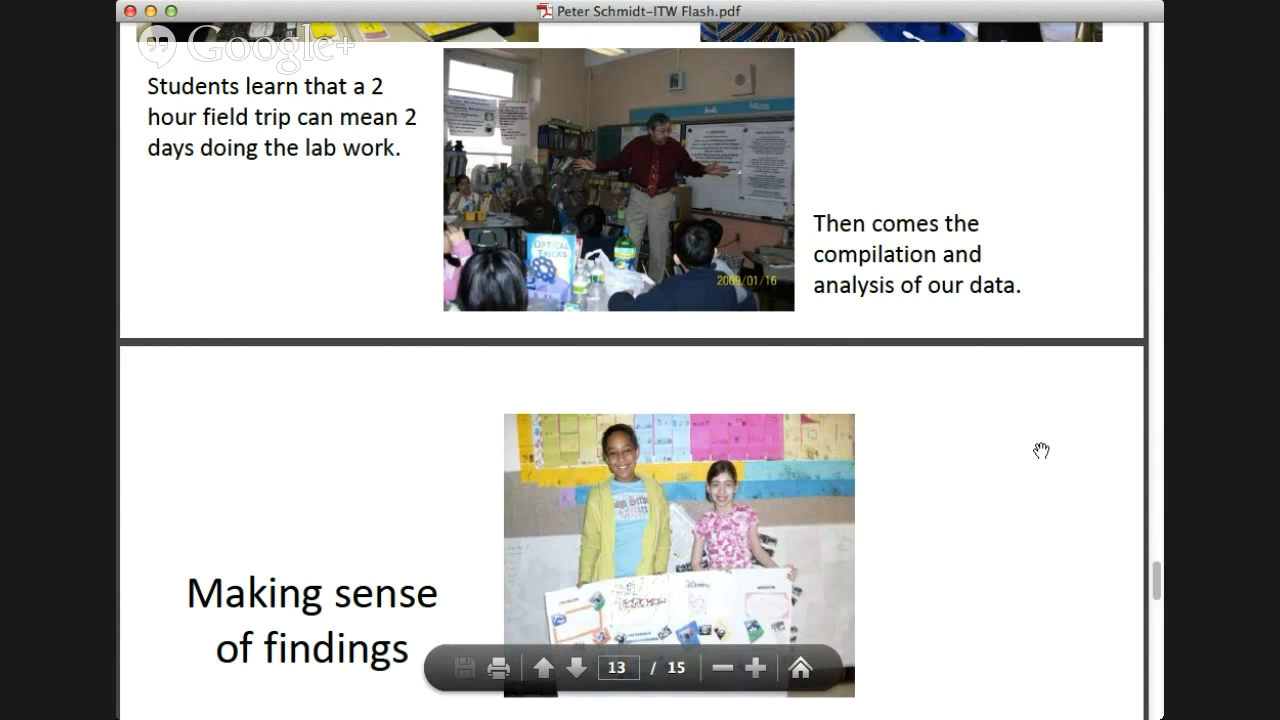 Peter Schmidt-ITW Flash.pdf
Google+
Students learn that a 2
hour field trip can mean 2
days doing the lab work.
OPTICAL
TRICKS
2009/01/16
Then comes the
compilation and
analysis of our data.
Making sense
of findings
13 / 15